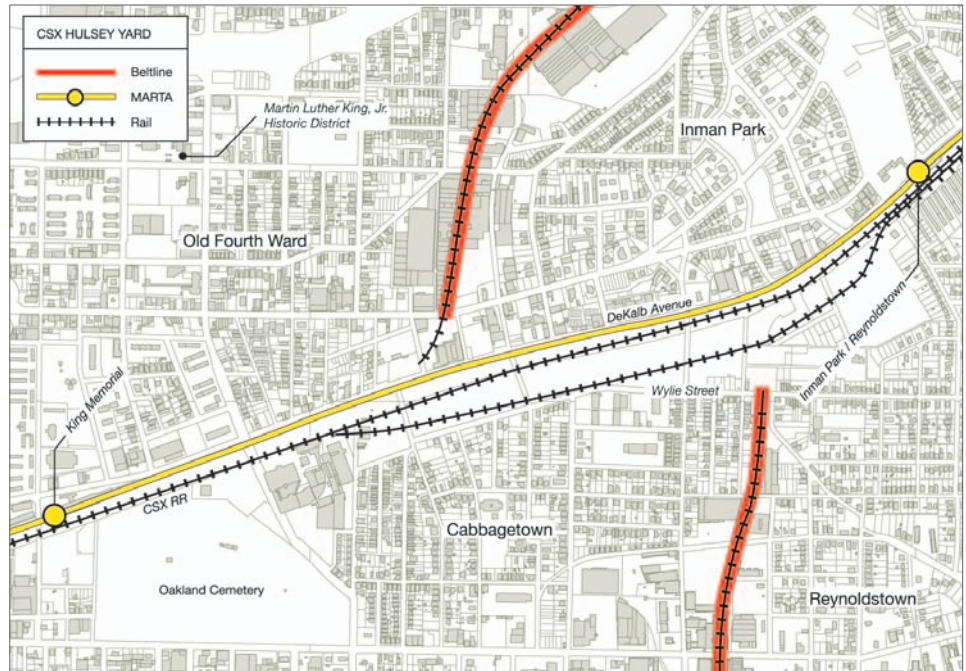 CSX HULSEY YARD
Beltline
MARTA
Rail
Martin Luther King, Jr.
Historic District
Inman Park
Old Fourth Ward
DeKalb Avenue
Inman Park / Reynoldstown
King Memorial
Wylie Street
CSX RR
Cabbagetown
Oakland Cemetery
Reynoldstown